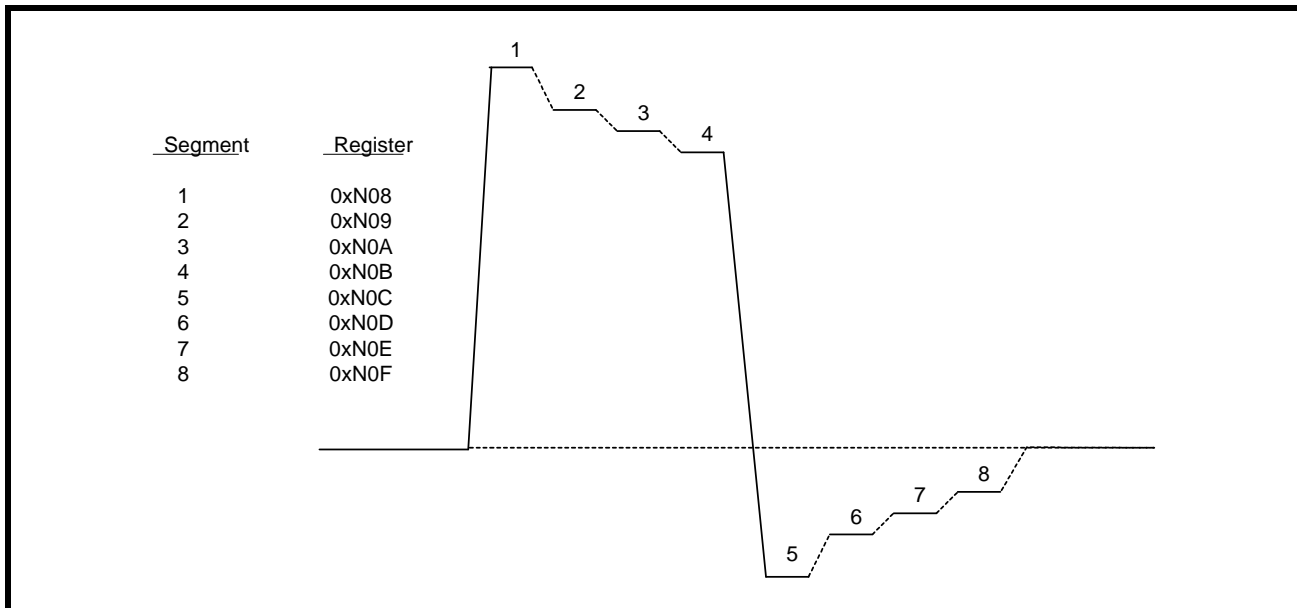 Segment Register
1 0xN08
2 0xN09
3 0xN0A
4 0xN0B
5 0xN0C
6 0xN0D
7 0xN0E
8 0xN0F
1
2
3
4
5
6
7
8